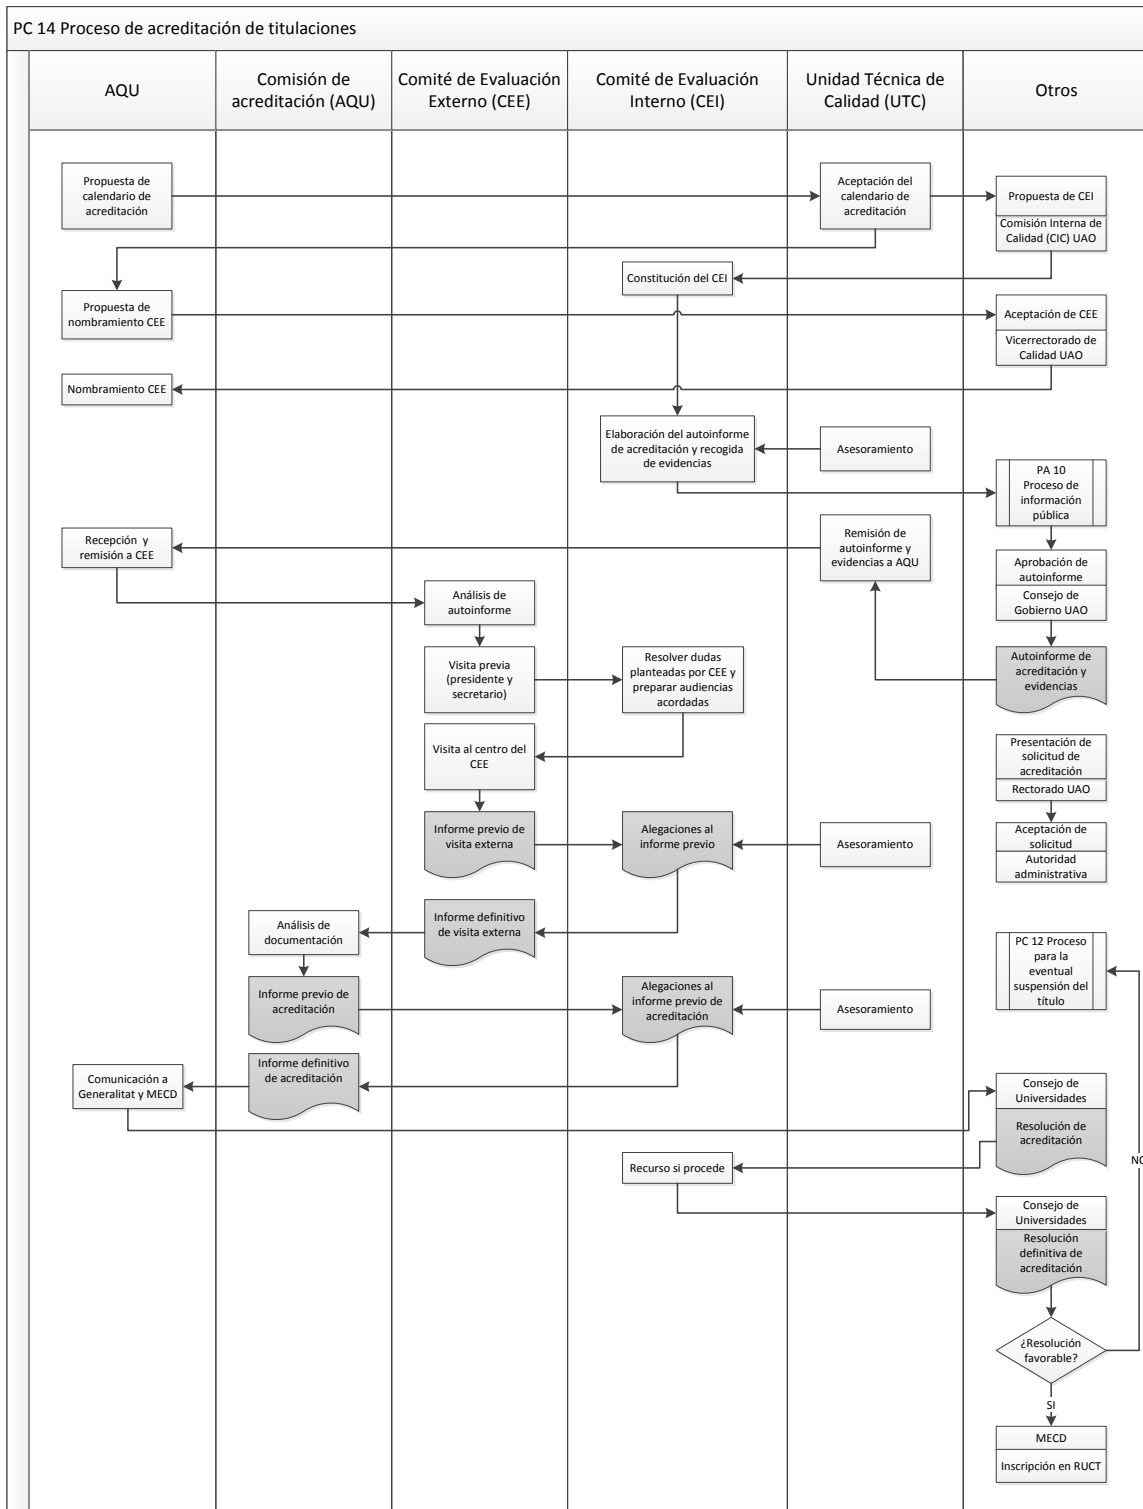 PC 14 Proceso de acreditación de titulaciones
AQU
Comisión de
acreditación (AQU)
Comité de Evaluación
Externo (CEE)
Comité de Evaluación
Interno (CEI)
Unidad Técnica de
Calidad (UTC)
Otros
Propuesta de
calendario de
acreditación
Aceptación del
calendario de
acreditación
Propuesta de CEI
Comisión Interna de
Calidad (CIC) UAO
Constitución del CEI
Propuesta de
nombramiento CEE
Aceptación de CEE
Vicerrectorado de
Calidad UAO
Nombramiento CEE
Elaboración del autoinforme
de acreditación y recogida
de evidencias
Asesoramiento
PA 10
Proceso de
información
pública
Recepción y
remisión a CEE
Remisión de
autoinforme y
evidencias a AQU
Aprobación de
autoinforme
Consejo de
Gobierno UAO
Análisis de
autoinforme
Visita previa
(presidente y
secretario)
Resolver dudas
planteadas por CEE y
preparar audiencias
acordadas
Autoinforme de
acreditación y
evidencias
Visita al centro del
CEE
Presentación de
solicitud de
acreditación
Rectorado UAO
Informe previo de
visita externa
Alegaciones al
informe previo
Asesoramiento
Aceptación de
solicitud
Autoridad
administrativa
Análisis de
documentación
Informe definitivo
de visita externa
PC 12 Proceso
para la
eventual
suspensión del
título
Informe previo de
acreditación
Alegaciones al
informe previo de
acreditación
Asesoramiento
Comunicación a
Generalitat y MECD
Informe definitivo
de acreditación
Consejo de
Universidades
Resolución de
acreditación
NO
Recurso si procede
Consejo de
Universidades
Resolución
definitiva de
acreditación
¿Resolución
favorable?
SI
MECD
Inscripción en RUCT